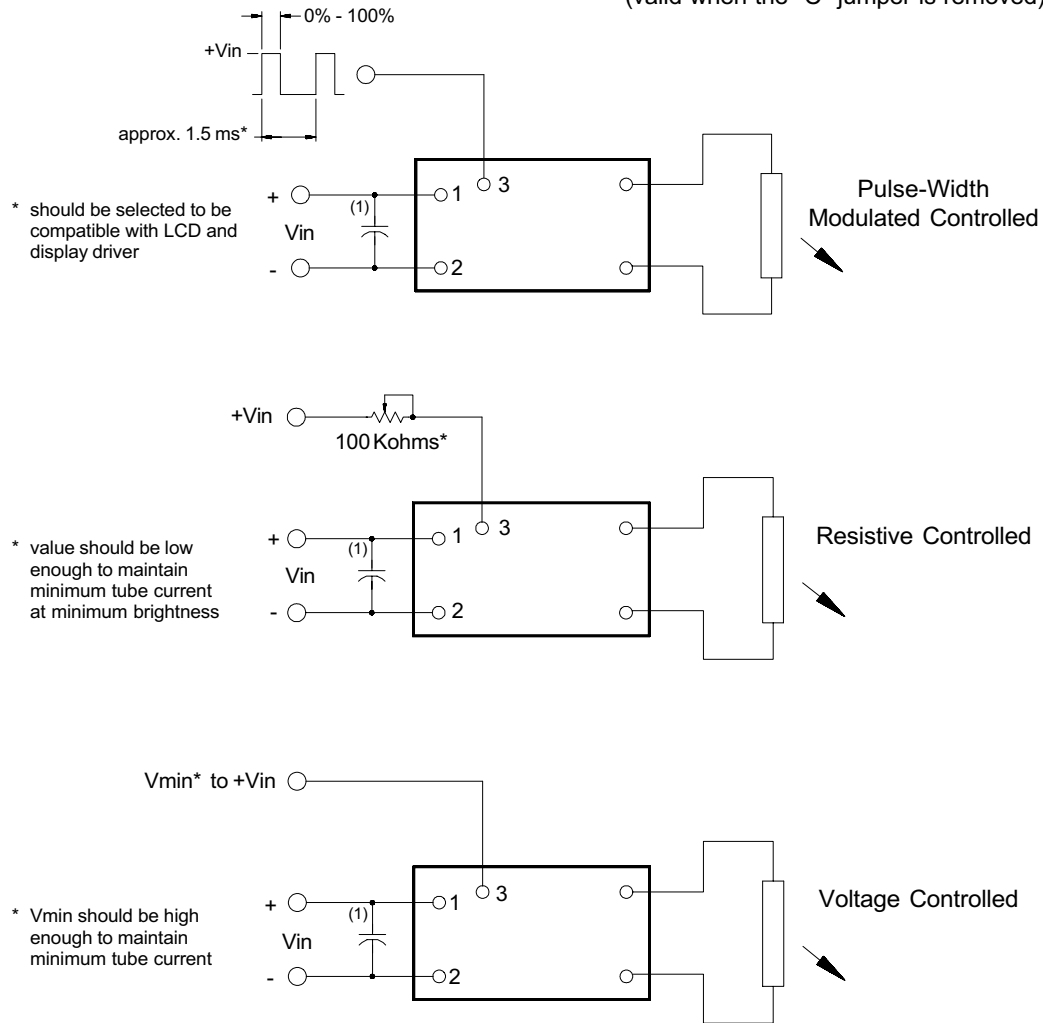 (valid when the "C" jumper is removed)
0% - 100%
+Vin
approx. 1.5 ms*
* should be selected to be
compatible with LCD and
display driver
+
Vin
-
(1)
1
2
3
Pulse-Width
Modulated Controlled
+Vin
100 Kohms*
* value should be low
enough to maintain
minimum tube current
at minimum brightness
+
Vin
-
(1)
1
2
3
Resistive Controlled
Vmin* to +Vin
* Vmin should be high
enough to maintain
minimum tube current
+
Vin
-
(1)
1
2
3
Voltage Controlled